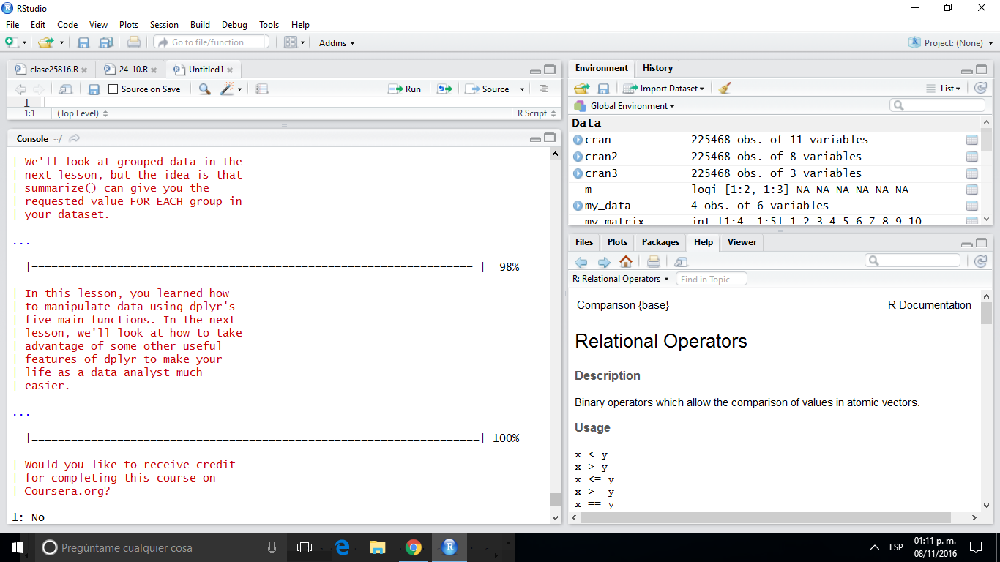 RStudio
File Edit Code View Plots Session Build Debug Tools Help
Go to file/function
Addins
Project: (None)
clase25816.R
24-10.R
Untitled1
Source on Save
Run
Source
1
1:1 (Top Level)
R Script
Console ~/
| We'll look at grouped data in the
| next lesson, but the idea is that
| summarize() can give you the
| requested value FOR EACH group in
| your dataset.
...
|=================================================================== | 98%
| In this lesson, you learned how
| to manipulate data using dplyr's
| five main functions. In the next
| lesson, we'll look at how to take
| advantage of some other useful
| features of dplyr to make your
| life as a data analyst much
| easier.
...
|====================================================================| 100%
| Would you like to receive credit
| for completing this course on
| Coursera.org?
1: No
Environment History
Import Dataset
List
Global Environment
Data
cran 225468 obs. of 11 variables
cran2 225468 obs. of 8 variables
cran3 225468 obs. of 3 variables
m logi [1:2, 1:3] NA NA NA NA NA NA
my_data 4 obs. of 6 variables
my_matrix int [1:4, 1:5] 1 2 3 4 5 6 7 8 9 10
Files Plots Packages Help Viewer
R: Relational Operators
Find in Topic
Comparison {base} R Documentation
Relational Operators
Description
Binary operators which allow the comparison of values in atomic vectors.
Usage
x < y
x > y
x <= y
x >= y
x == y
Pregúntame cualquier cosa
ESP
01:11 p. m.
08/11/2016